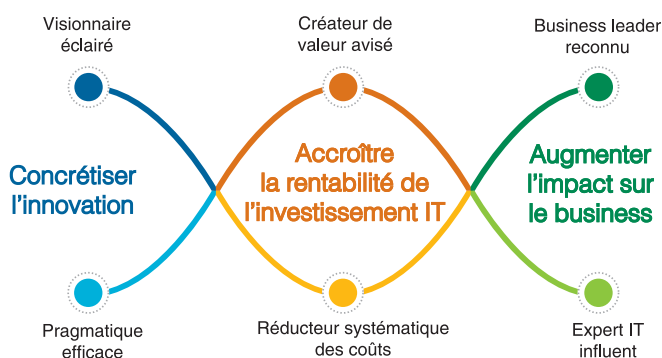 Visionnaire
éclairé
Créateur de
valeur avisé
Business leader
reconnu
Concrétiser
l'innovation
Accroître
la rentabilité de
l'investissement IT
Augmenter
l'impact sur
le business
Pragmatique
efficace
Réducteur systématique
des coûts
Expert IT
influent